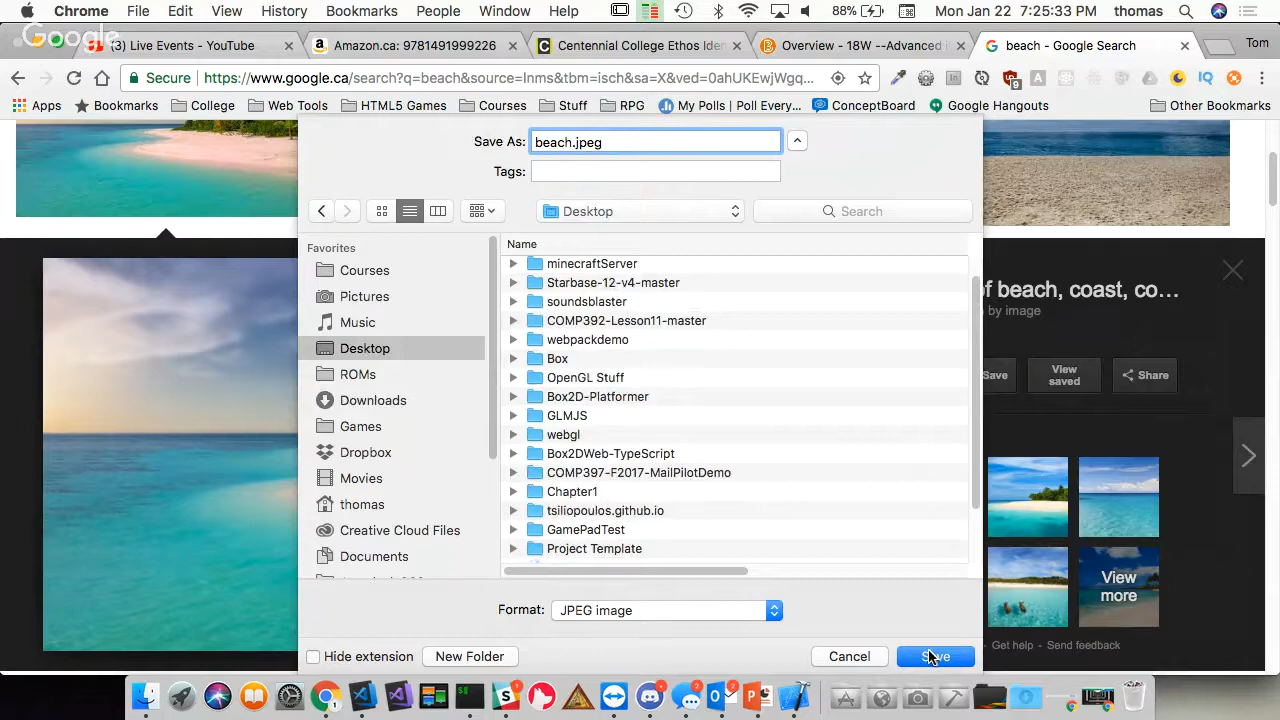 Chrome File Edit View History Bookmarks People Window Help 88% Mon Jan 22 7:25:33 PM thomas
Google
(3) Live Events - YouTube Amazon.ca: 9781491999228 Centennial College Ethos Iden Overview - 18W --Advanced beach - Google Search Tom
Secure https://www.google.ca/search?q=beach&source=lnms&tbm=isch&sa=X&ved=
Apps Bookmarks College Web Tools HTML5 Games Courses Stuff RPG My Polls | Poll Every... ConceptBoard Google Hangouts Other Bookmarks
Save As: beach.jpeg
Tags:
Desktop Search
Favorites
Courses
Pictures
Music
Desktop
ROMs
Downloads
Games
Dropbox
Movies
thomas
Creative Cloud Files
Documents
Name
minecraftServer
Starbase-12-v4-master
soundsblaster
COMP392-Lesson11-master
webpackdemo
Box
OpenGL Stuff
Box2D-Platformer
GLMJS
webgl
Box2DWeb-TypeScript
COMP397-F2017-MailPilotDemo
Chapter1
tsiliopoulos.github.io
GamePadTest
Project Template
Format: JPEG image
Hide extension New Folder Cancel Save
of beach, coast, co...
n by image
Save View saved Share
View
more
Get help Send feedback